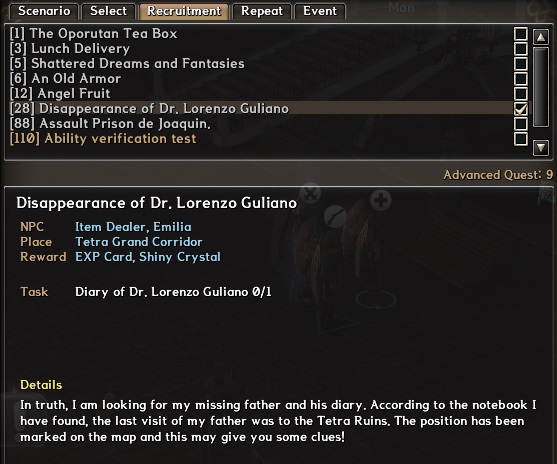 Scenario Select Recruitment Repeat Event
Man
[1] The Oporutan Tea Box
[3] Lunch Delivery
[5] Shattered Dreams and Fantasies
[6] An Old Armor
[12] Angel Fruit
[28] Disappearance of Dr. Lorenzo Guliano
[88] Assault Prison de Joaquin.
[110] Ability verification test
Advanced Quest: 9
Disappearance of Dr. Lorenzo Guliano
NPC Item Dealer, Emilia
Place Tetra Grand Corridor
Reward EXP Card, Shiny Crystal
Task Diary of Dr. Lorenzo Guliano 0/1
Details
In truth, I am looking for my missing father and his diary. According to the notebook I
have found, the last visit of my father was to the Tetra Ruins. The position has been
marked on the map and this may give you some clues!